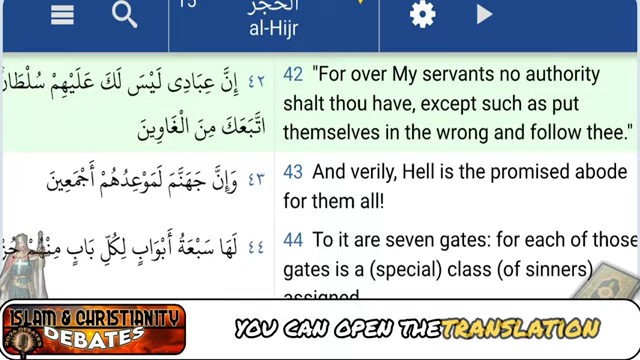 15
الحجر
al-Hijr
٤٢ إِنَّ عِبَادِى لَيْسَ لَكَ عَلَيْهِمْ
اتَّبَعَكَ مِنَ الْغَاوِينَ
42 "For over My servants no authority
shalt thou have, except such as put
themselves in the wrong and follow thee."
٤٣ وَإِنَّ جَهَنَّمَ لَمَوْعِدُهُمْ أَجْمَعِينَ
43 And verily, Hell is the promised abode
for them all!
٤٤ لَهَا سَبْعَةُ أَبْوَابٍ لِكُلِّ بَابٍ مِنْهُمْ
44 To it are seven gates: for each of those
gates is a (special) class (of sinners)
assigned
ISLAM & CHRISTIANITY
DEBATES
YOU CAN OPEN THE TRANSLATION